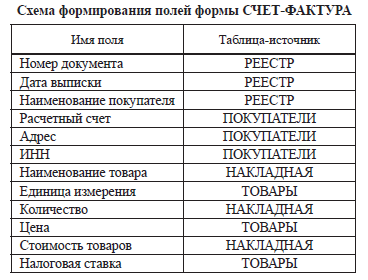 Схема формирования полей формы СЧЕТ-ФАКТУРА
Имя поля Таблица-источник
Номер документа РЕЕСТР
Дата выписки РЕЕСТР
Наименование покупателя РЕЕСТР
Расчетный счет ПОКУПАТЕЛИ
Адрес ПОКУПАТЕЛИ
ИНН ПОКУПАТЕЛИ
Наименование товара НАКЛАДНАЯ
Единица измерения ТОВАРЫ
Количество НАКЛАДНАЯ
Цена ТОВАРЫ
Стоимость товаров НАКЛАДНАЯ
Налоговая ставка ТОВАРЫ